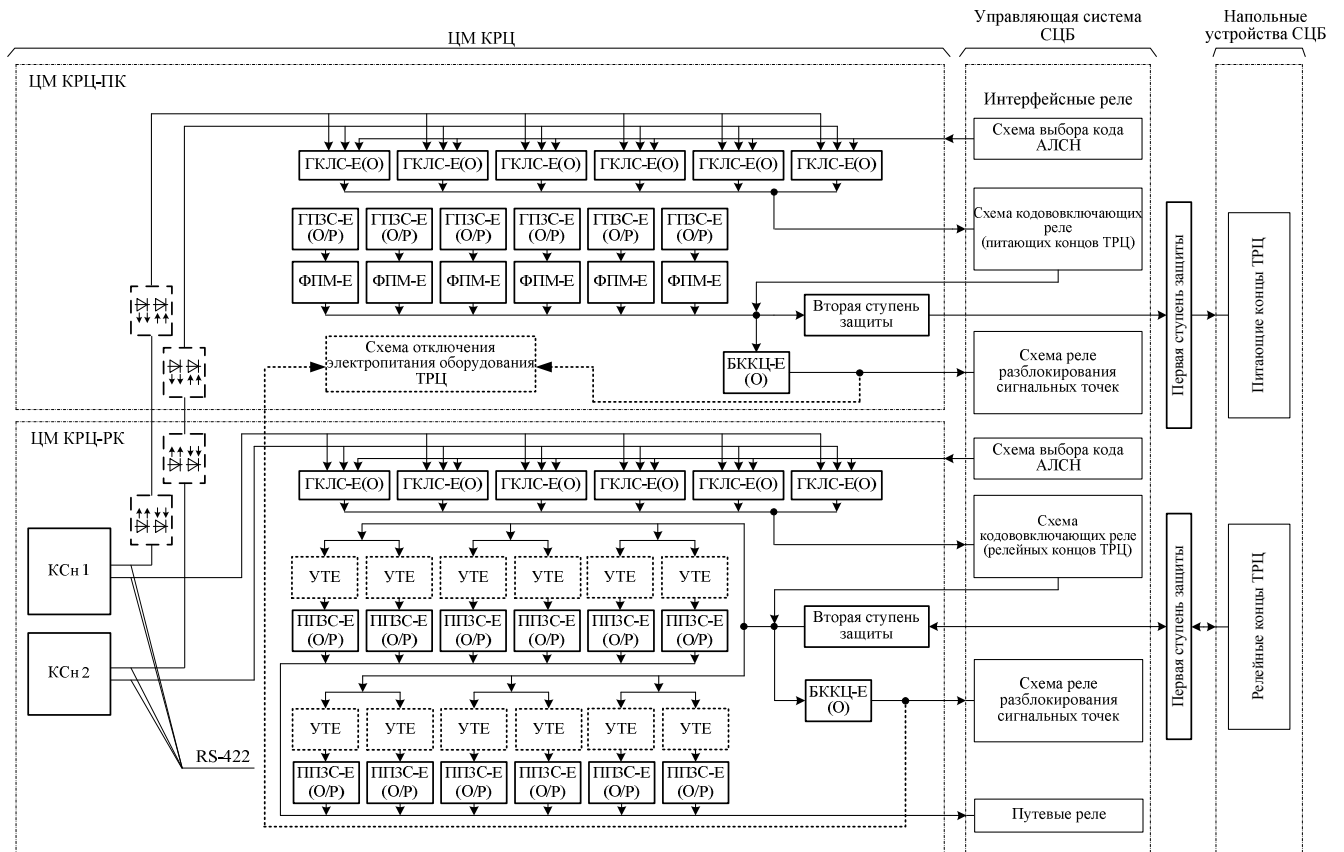 ЦМ КРЦ
Управляющая система
СЦБ
Напольные
устройства СЦБ
ЦМ КРЦ-ПК
Интерфейсные реле
Схема выбора кода
АЛСН
ГКЛС-Е(О) ГКЛС-Е(О) ГКЛС-Е(О) ГКЛС-Е(О) ГКЛС-Е(О) ГКЛС-Е(О)
Схема кодововключающих
реле
(питающих концов ТРЦ)
ГПЗС-Е ГПЗС-Е ГПЗС-Е ГПЗС-Е ГПЗС-Е ГПЗС-Е
(О/Р) (О/Р) (О/Р) (О/Р) (О/Р) (О/Р)
ФПМ-Е ФПМ-Е ФПМ-Е ФПМ-Е ФПМ-Е ФПМ-Е
Вторая ступень
защиты
Первая ступень защиты
Питающие концы ТРЦ
Схема отключения
электропитания оборудования
ТРЦ
БККЦ-Е
(О)
Схема реле
разблокирования
сигнальных точек
ЦМ КРЦ-РК
Схема выбора кода
АЛСН
ГКЛС-Е(О) ГКЛС-Е(О) ГКЛС-Е(О) ГКЛС-Е(О) ГКЛС-Е(О) ГКЛС-Е(О)
Схема
кодововключающих реле
(релейных концов ТРЦ)
КСн 1
УТЕ УТЕ УТЕ УТЕ УТЕ УТЕ
ППЗС-Е ППЗС-Е ППЗС-Е ППЗС-Е ППЗС-Е ППЗС-Е
(О/Р) (О/Р) (О/Р) (О/Р) (О/Р) (О/Р)
Вторая ступень
защиты
Первая ступень защиты
Релейные концы ТРЦ
КСн 2
БККЦ-Е
(О)
Схема реле
разблокирования
сигнальных точек
УТЕ УТЕ УТЕ УТЕ УТЕ УТЕ
RS-422
ППЗС-Е ППЗС-Е ППЗС-Е ППЗС-Е ППЗС-Е ППЗС-Е
(О/Р) (О/Р) (О/Р) (О/Р) (О/Р) (О/Р)
Путевые реле